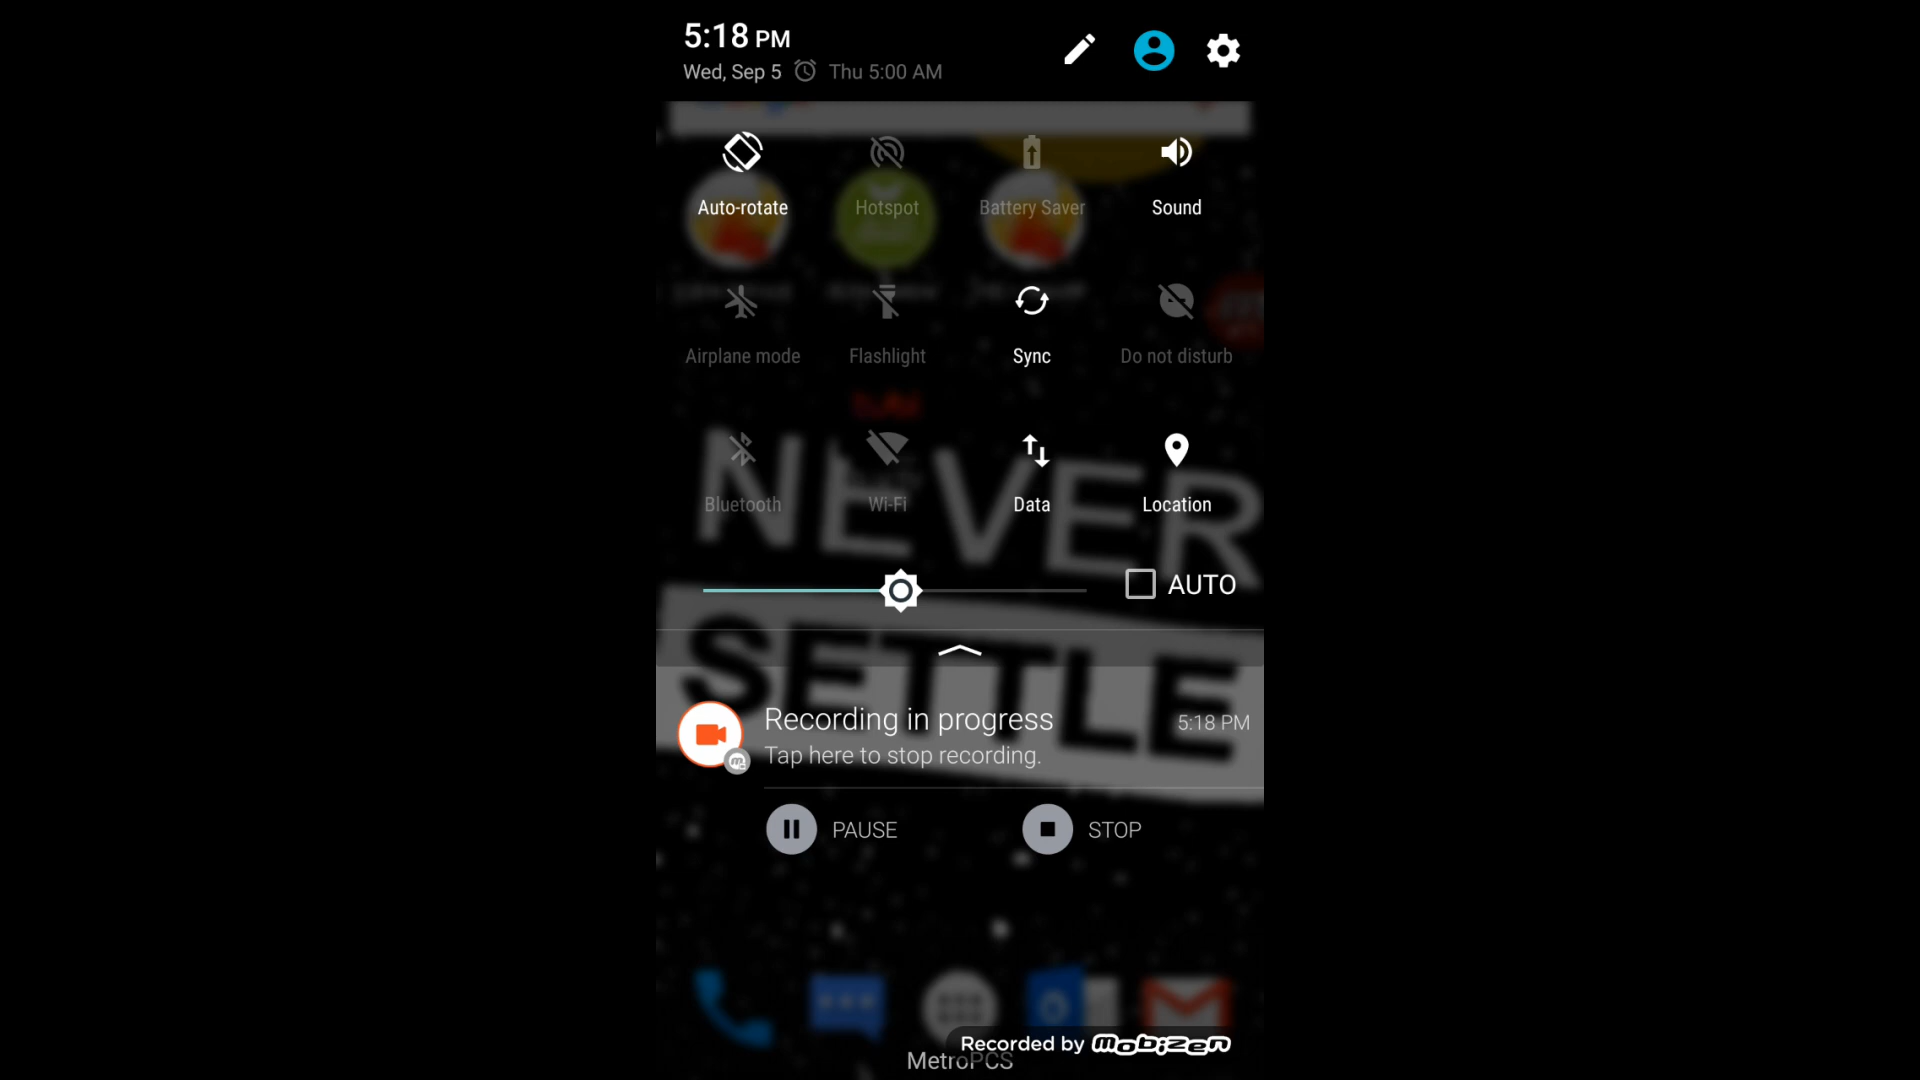 5:18 PM
Wed, Sep 5 Thu 5:00 AM
Auto-rotate Hotspot Battery Saver Sound
Airplane mode Flashlight Sync Do not disturb
Bluetooth Wi-Fi Data Location
NEVER
AUTO
SETTLE
Recording in progress 5:18 PM
Tap here to stop recording.
PAUSE STOP
Recorded by mobizen
MetroPCS